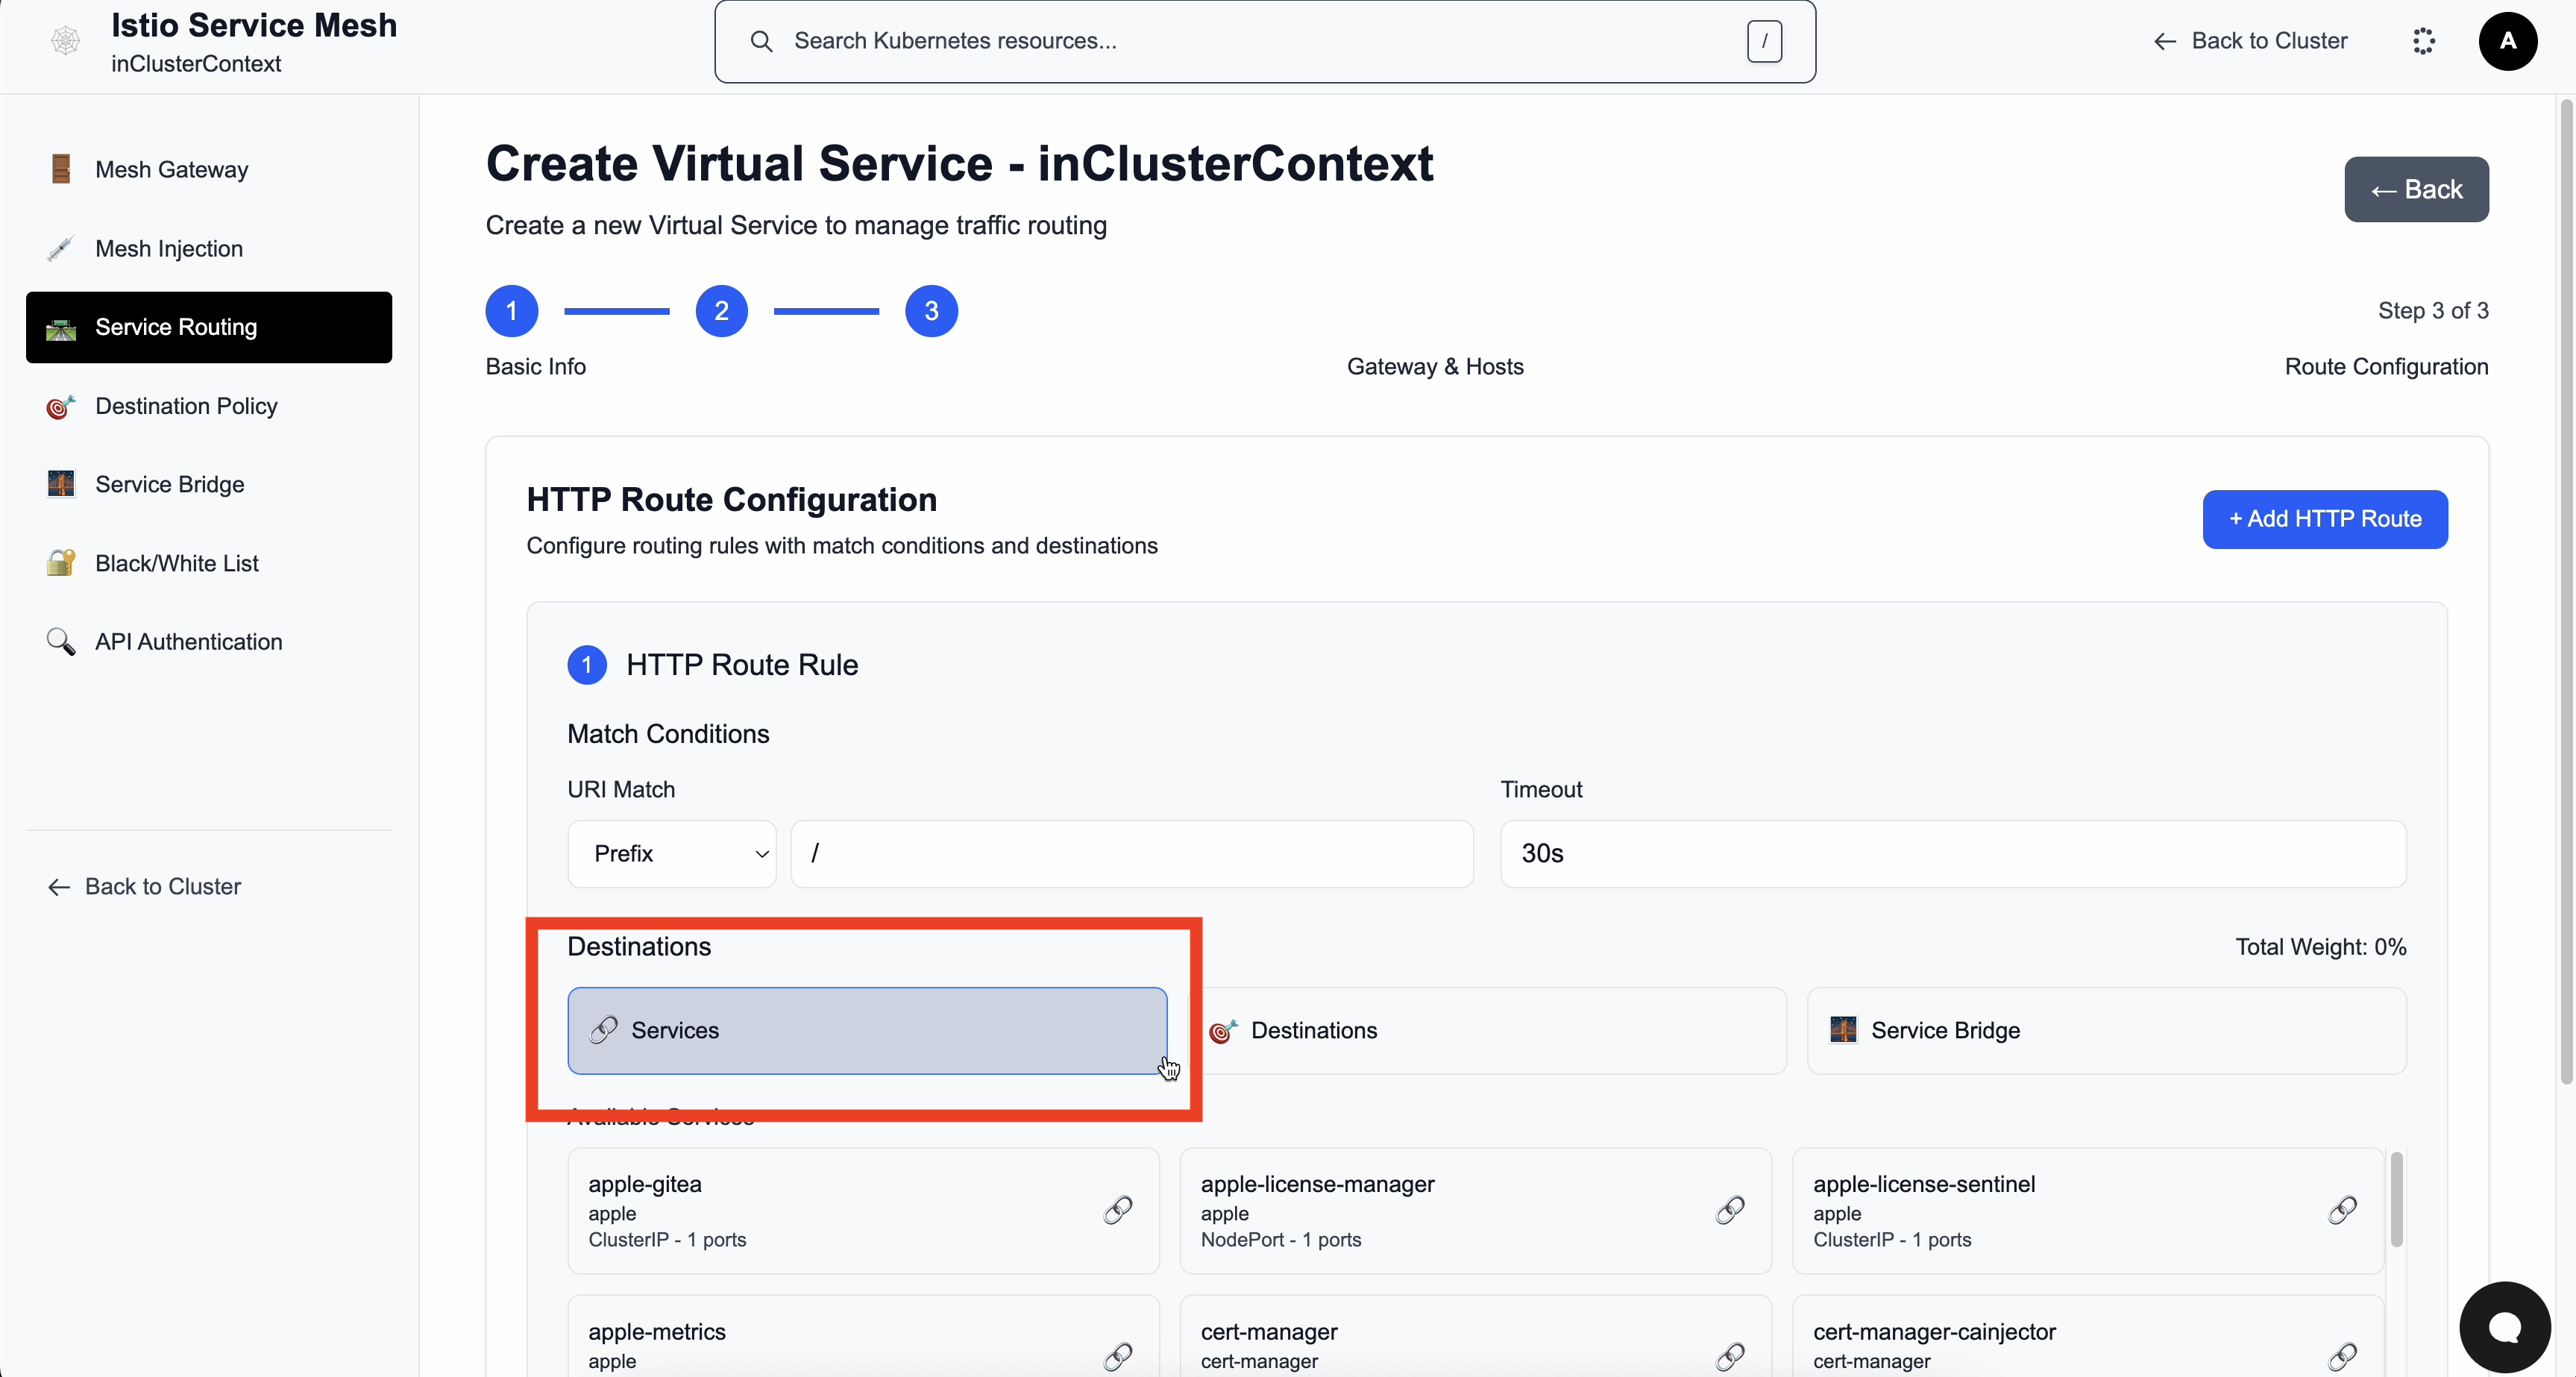 Istio Service Mesh
inClusterContext
Search Kubernetes resources...
/
← Back to Cluster
A
Mesh Gateway
Mesh Injection
Service Routing
Destination Policy
Service Bridge
Black/White List
API Authentication
← Back to Cluster
Create Virtual Service - inClusterContext
Create a new Virtual Service to manage traffic routing
← Back
1
2
3
Step 3 of 3
Basic Info
Gateway & Hosts
Route Configuration
HTTP Route Configuration
Configure routing rules with match conditions and destinations
+ Add HTTP Route
1 HTTP Route Rule
Match Conditions
URI Match
Timeout
Prefix
/
30s
Destinations
Total Weight: 0%
Services
Destinations
Service Bridge
Available Services
apple-gitea
apple
ClusterIP - 1 ports
apple-license-manager
apple
NodePort - 1 ports
apple-license-sentinel
apple
ClusterIP - 1 ports
apple-metrics
apple
cert-manager
cert-manager
cert-manager-cainjector
cert-manager